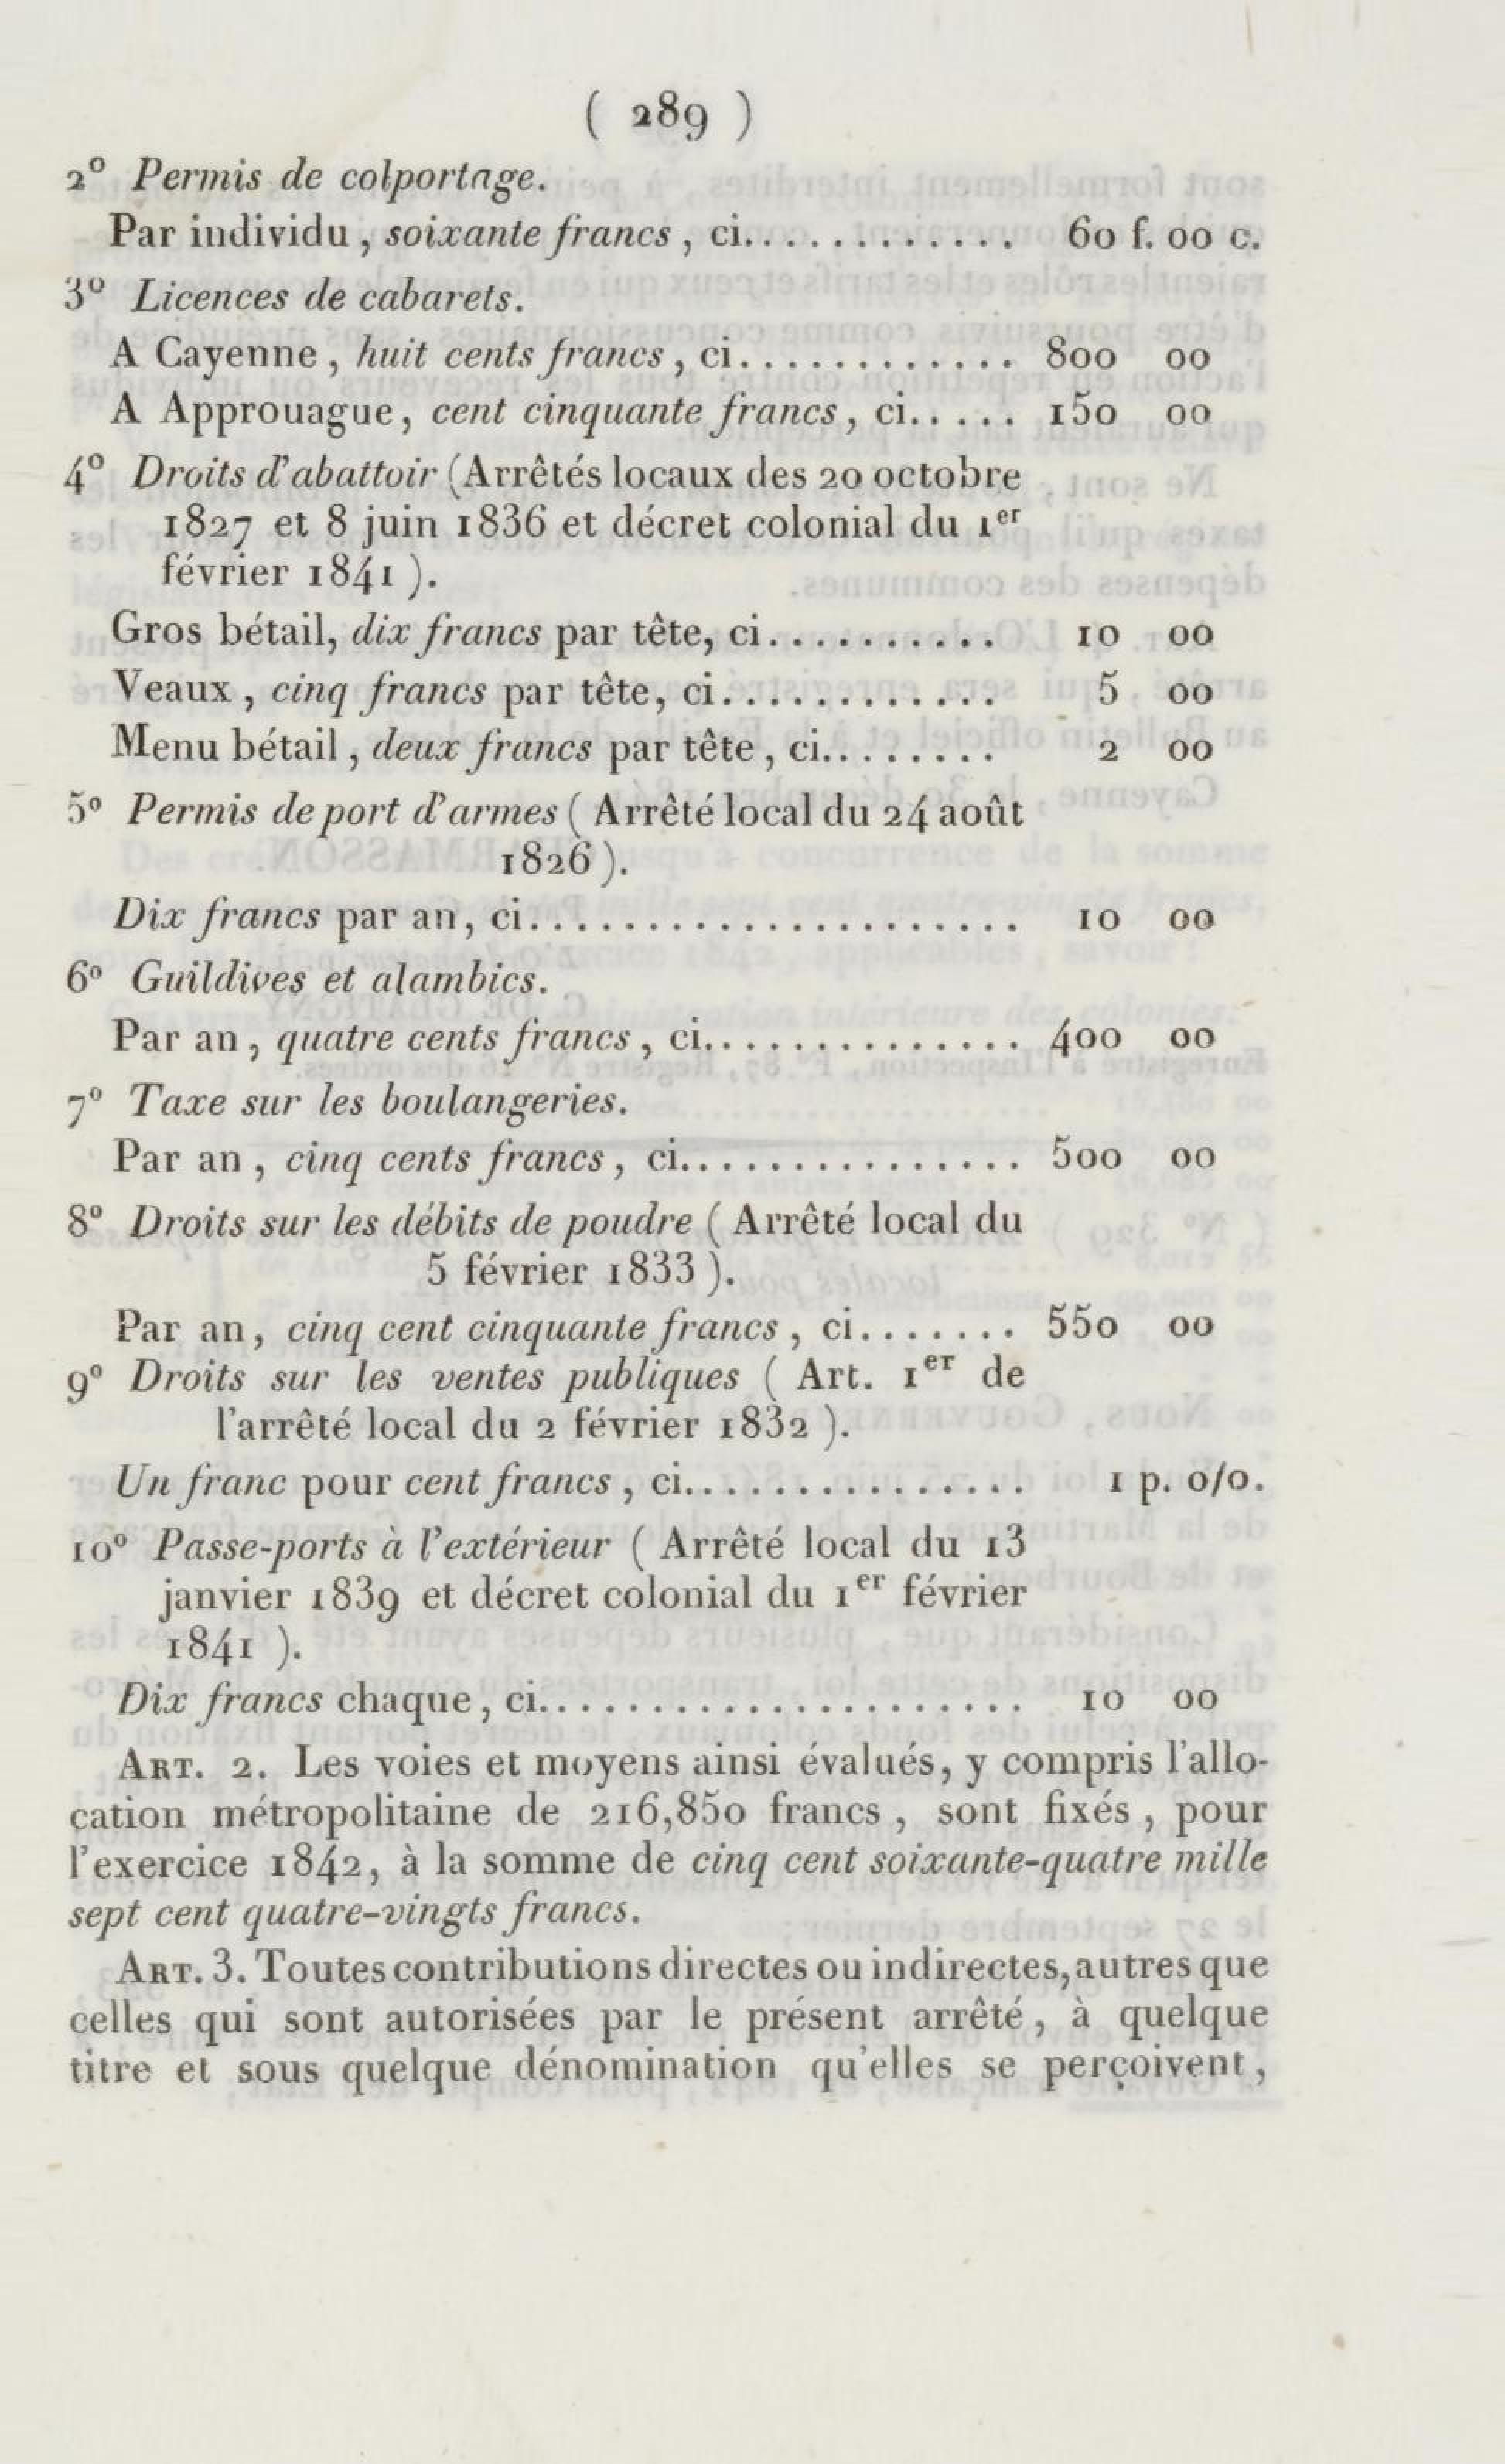 ( 289 )
2º Permis de colportage.
Par individu, soixante francs, ci............. 60 f. 00 c.
3º Licences de cabarets.
A Cayenne, huit cents francs, ci............. 800 00
A Approuague, cent cinquante francs, ci..... 150 00
4º Droits d'abattoir (Arrêtés locaux des 20 octobre
1827 et 8 juin 1836 et décret colonial du 1er
février 1841).
Gros bétail, dix francs par tête, ci.......... 10 00
Veaux, cinq francs par tête, ci............. 5 00
Menu bétail, deux francs par tête, ci........ 2 00
5º Permis de port d'armes (Arrêté local du 24 août
1826).
Dix francs par an, ci..................... 10 00
6º Guildives et alambics.
Par an, quatre cents francs, ci.............. 400 00
7º Taxe sur les boulangeries.
Par an, cinq cents francs, ci............... 500 00
8º Droits sur les débits de poudre (Arrêté local du
5 février 1833).
Par an, cinq cent cinquante francs, ci....... 550 00
9º Droits sur les ventes publiques (Art. 1er de
l'arrêté local du 2 février 1832).
Un franc pour cent francs, ci............... 1 p. 0/0.
10º Passe-ports à l'extérieur (Arrêté local du 13
janvier 1839 et décret colonial du 1er février
1841).
Dix francs chaque, ci..................... 10 00
ART. 2. Les voies et moyens ainsi évalués, y compris l'allo-
cation métropolitaine de 216,850 francs, sont fixés, pour
l'exercice 1842, à la somme de cinq cent soixante-quatre mille
sept cent quatre-vingts francs.
ART. 3. Toutes contributions directes ou indirectes, autres que
celles qui sont autorisées par le présent arrêté, à quelque
titre et sous quelque dénomination qu'elles se perçoivent,